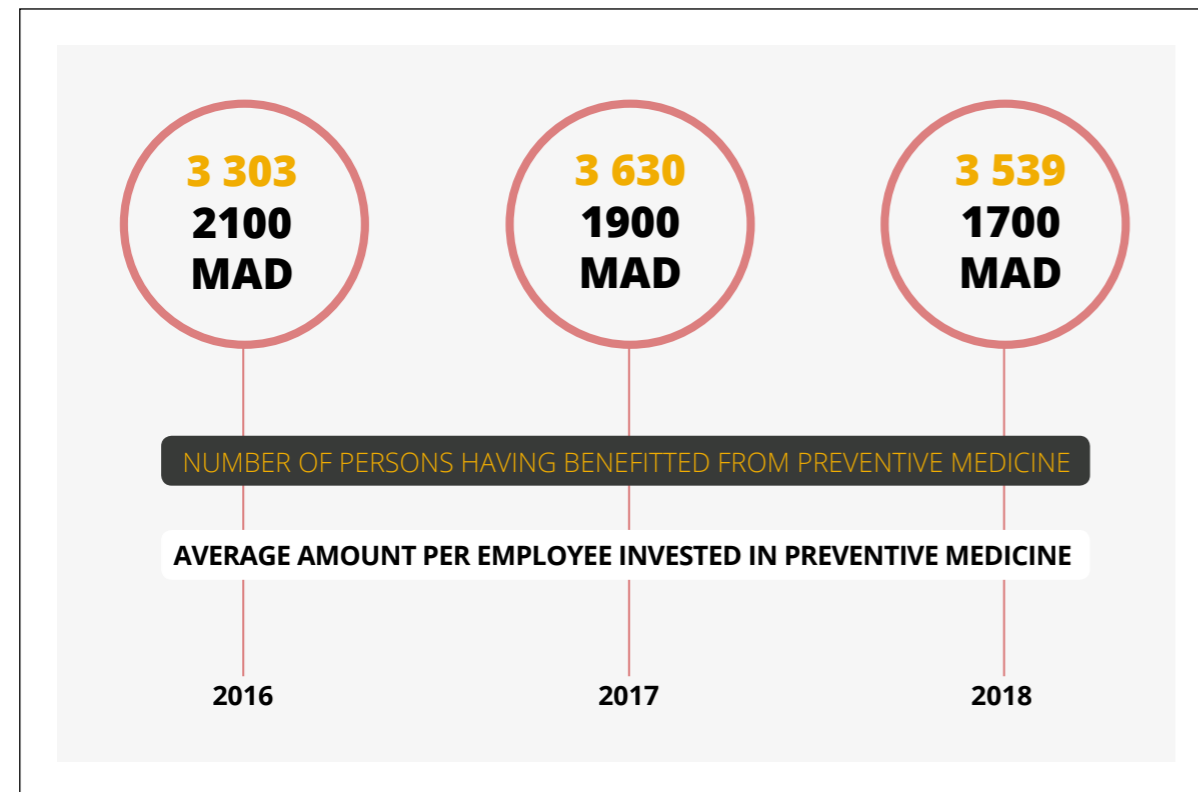 3 303
2100
MAD
3 630
1900
MAD
3 539
1700
MAD
NUMBER OF PERSONS HAVING BENEFITTED FROM PREVENTIVE MEDICINE
AVERAGE AMOUNT PER EMPLOYEE INVESTED IN PREVENTIVE MEDICINE
2016
2017
2018